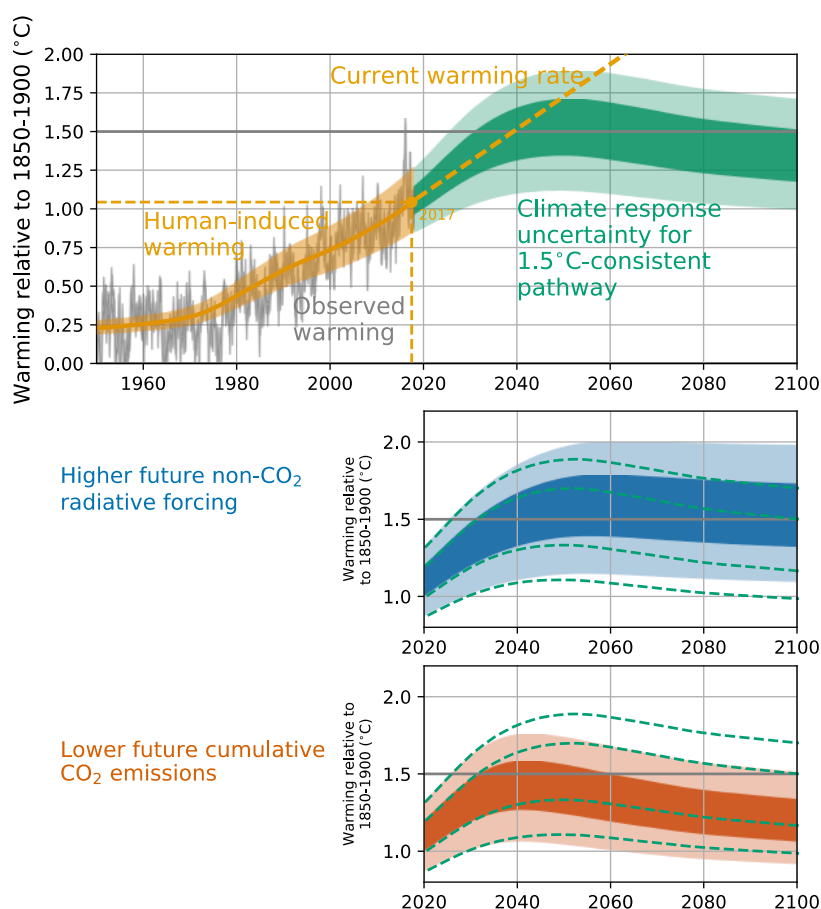 Warming relative to 1850-1900 (°C)
2.00
1.75
1.50
1.25
1.00
0.75
0.50
0.25
0.00
Current warming rate
2017
Human-induced
warming
Observed
warming
Climate response
uncertainty for
1.5°C-consistent
pathway
1960
1980
2000
2020
2040
2060
2080
2100
Higher future non-CO₂
radiative forcing
Warming relative
to 1850-1900 (°C)
2.0
1.5
1.0
2020
2040
2060
2080
2100
Lower future cumulative
CO₂ emissions
Warming relative to
1850-1900 (°C)
2.0
1.5
1.0
2020
2040
2060
2080
2100